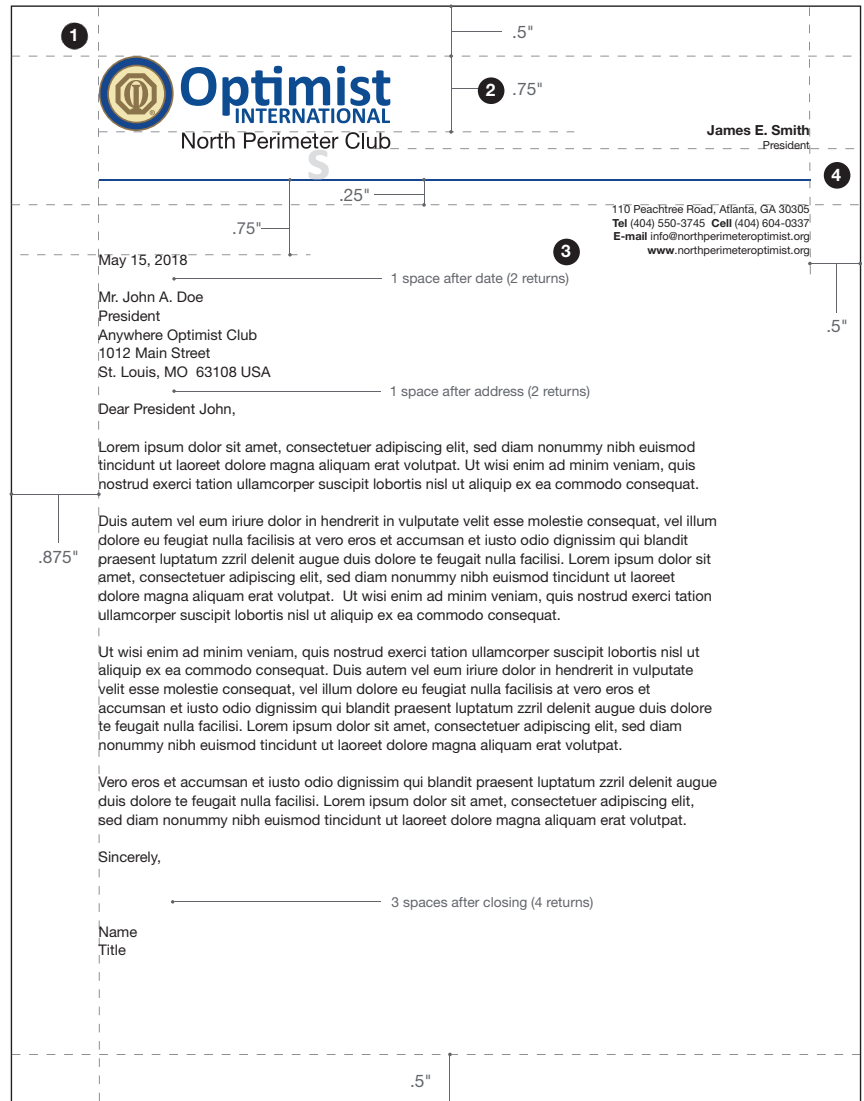 1
.5"
Optimist
INTERNATIONAL
2 .75"
North Perimeter Club
James E. Smith
President
S
4
.25"
.75"
110 Peachtree Road, Atlanta, GA 30305
Tel (404) 550-3745 Cell (404) 604-0337
E-mail info@northperimeteroptimist.org
www.northperimeteroptimist.org
3
May 15, 2018
1 space after date (2 returns)
Mr. John A. Doe
President
Anywhere Optimist Club
1012 Main Street
St. Louis, MO  63108 USA
.5"
1 space after address (2 returns)
Dear President John,
Lorem ipsum dolor sit amet, consectetuer adipiscing elit, sed diam nonummy nibh euismod
tincidunt ut laoreet dolore magna aliquam erat volutpat. Ut wisi enim ad minim veniam, quis
nostrud exerci tation ullamcorper suscipit lobortis nisl ut aliquip ex ea commodo consequat.
Duis autem vel eum iriure dolor in hendrerit in vulputate velit esse molestie consequat, vel illum
dolore eu feugiat nulla facilisis at vero eros et accumsan et iusto odio dignissim qui blandit
praesent luptatum zzril delenit augue duis dolore te feugait nulla facilisi. Lorem ipsum dolor sit
amet, consectetuer adipiscing elit, sed diam nonummy nibh euismod tincidunt ut laoreet
dolore magna aliquam erat volutpat.  Ut wisi enim ad minim veniam, quis nostrud exerci tation
ullamcorper suscipit lobortis nisl ut aliquip ex ea commodo consequat.
.875"
Ut wisi enim ad minim veniam, quis nostrud exerci tation ullamcorper suscipit lobortis nisl ut
aliquip ex ea commodo consequat. Duis autem vel eum iriure dolor in hendrerit in vulputate
velit esse molestie consequat, vel illum dolore eu feugiat nulla facilisis at vero eros et
accumsan et iusto odio dignissim qui blandit praesent luptatum zzril delenit augue duis dolore
te feugait nulla facilisi. Lorem ipsum dolor sit amet, consectetuer adipiscing elit, sed diam
nonummy nibh euismod tincidunt ut laoreet dolore magna aliquam erat volutpat.
Vero eros et accumsan et iusto odio dignissim qui blandit praesent luptatum zzril delenit augue
duis dolore te feugait nulla facilisi. Lorem ipsum dolor sit amet, consectetuer adipiscing elit,
sed diam nonummy nibh euismod tincidunt ut laoreet dolore magna aliquam erat volutpat.
Sincerely,
3 spaces after closing (4 returns)
Name
Title
.5"